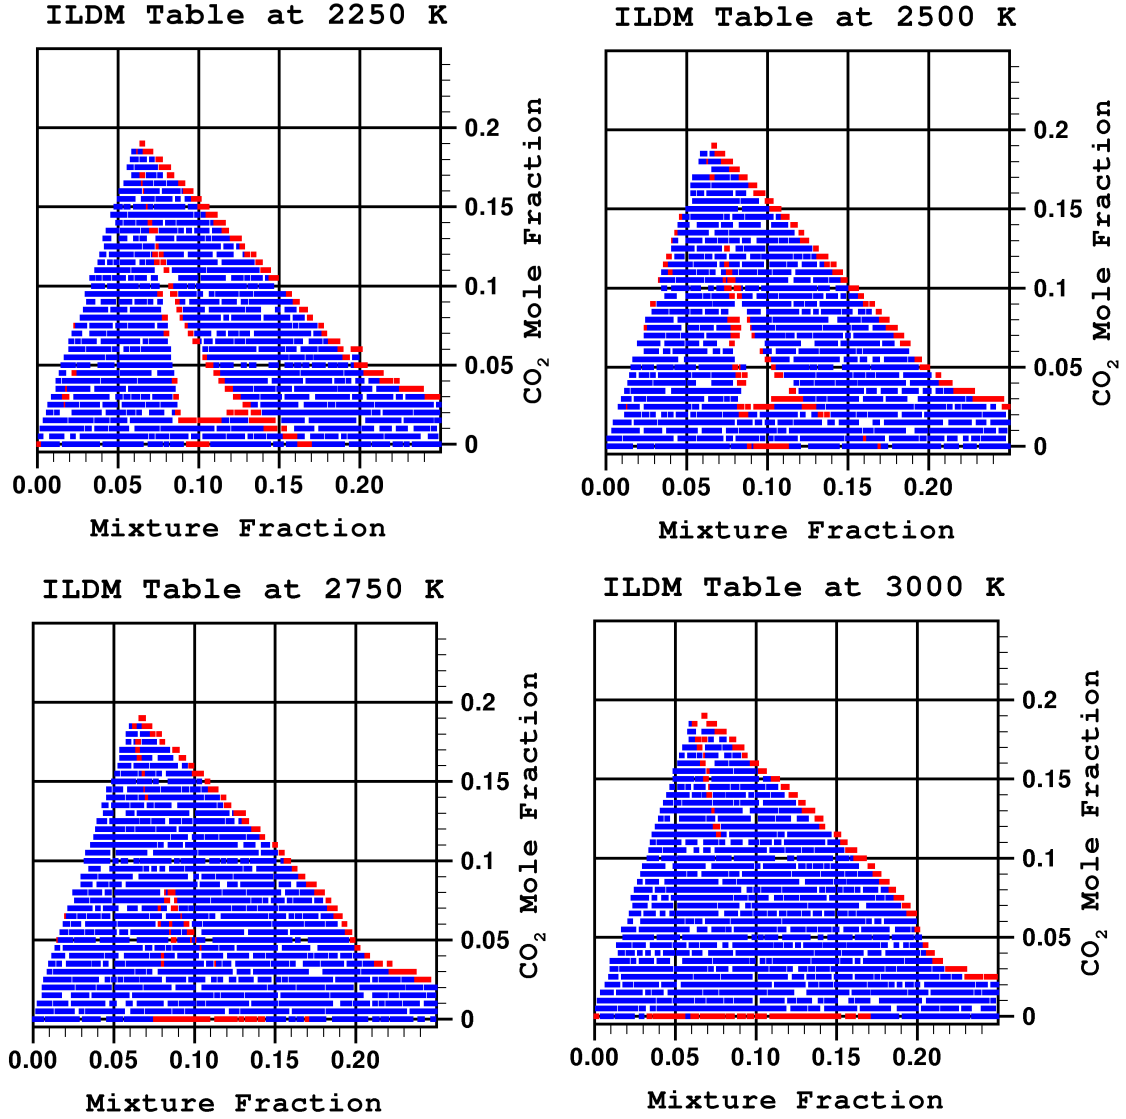 ILDM Table at 2250 K
0.2
0.15
0.1
0.05
0
CO2 Mole Fraction
0.00 0.05 0.10 0.15 0.20
Mixture Fraction
ILDM Table at 2500 K
0.2
0.15
0.1
0.05
0
CO2 Mole Fraction
0.00 0.05 0.10 0.15 0.20
Mixture Fraction
ILDM Table at 2750 K
0.2
0.15
0.1
0.05
0
CO2 Mole Fraction
0.00 0.05 0.10 0.15 0.20
Mixture Fraction
ILDM Table at 3000 K
0.2
0.15
0.1
0.05
0
CO2 Mole Fraction
0.00 0.05 0.10 0.15 0.20
Mixture Fraction